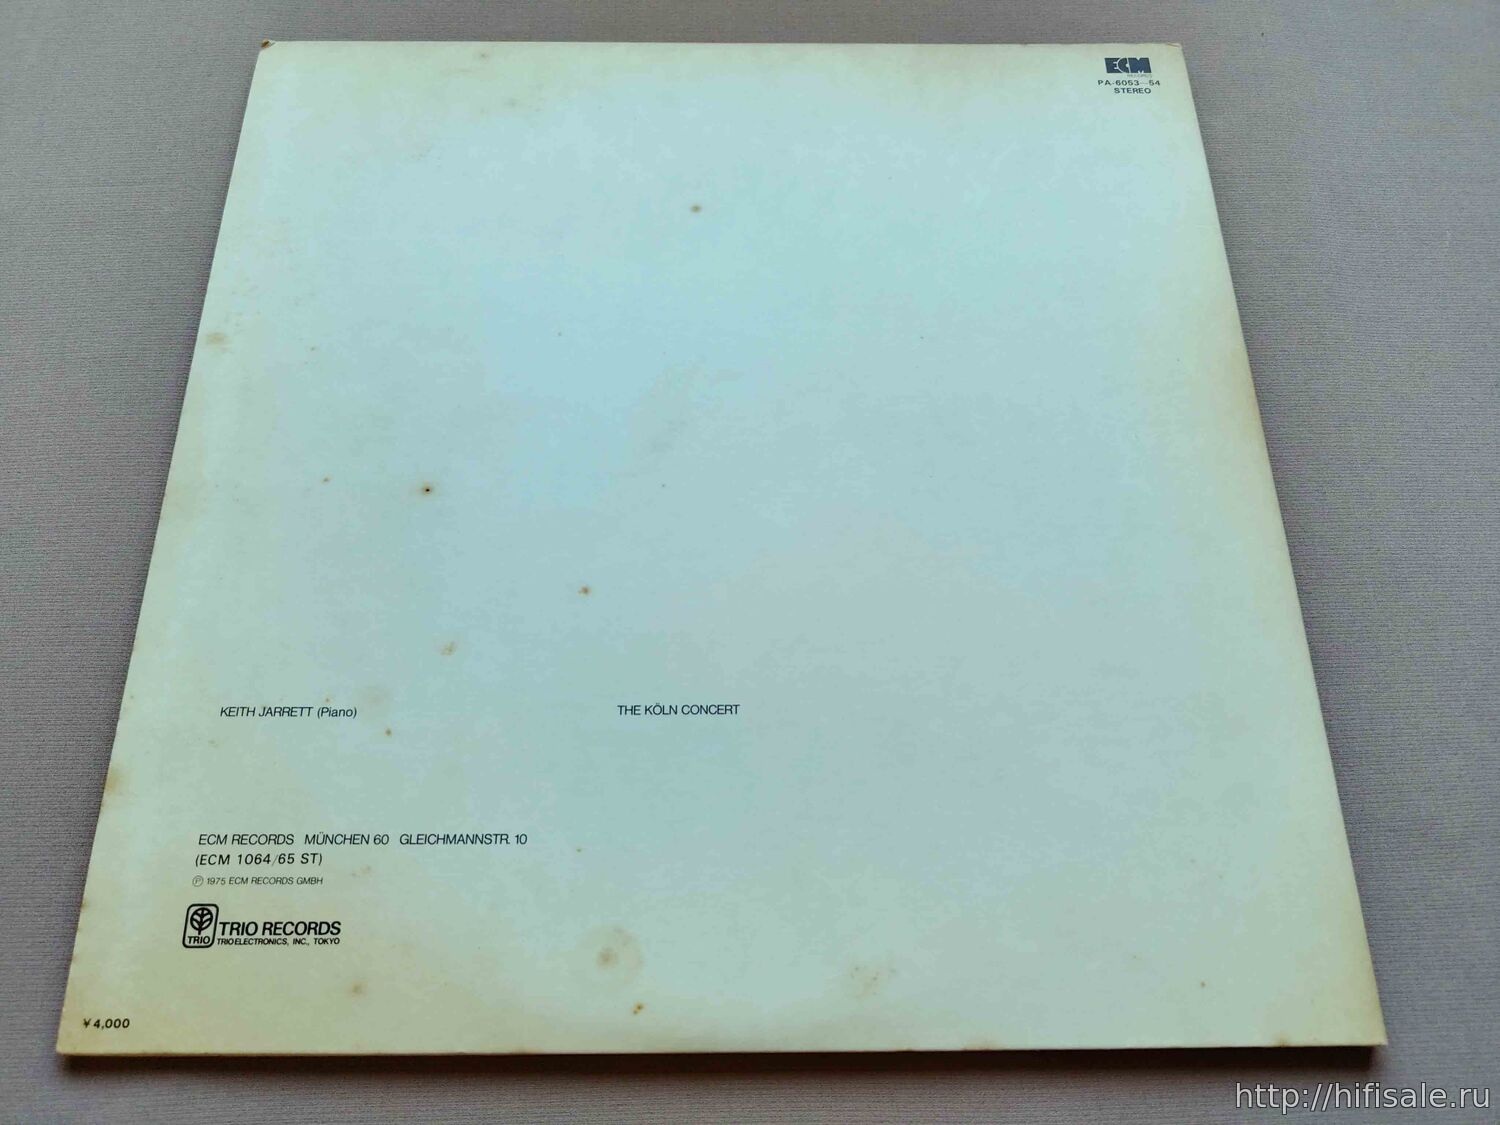 ECM
RECORDS
PA-6053—54
STEREO
KEITH JARRETT (Piano)
THE KÖLN CONCERT
ECM RECORDS MÜNCHEN 60 GLEICHMANNSTR. 10
(ECM 1064/65 ST)
Ⓟ 1975 ECM RECORDS GMBH
TRIO
TRIO RECORDS
TRIO ELECTRONICS, INC., TOKYO
¥4,000
http://hifisale.ru